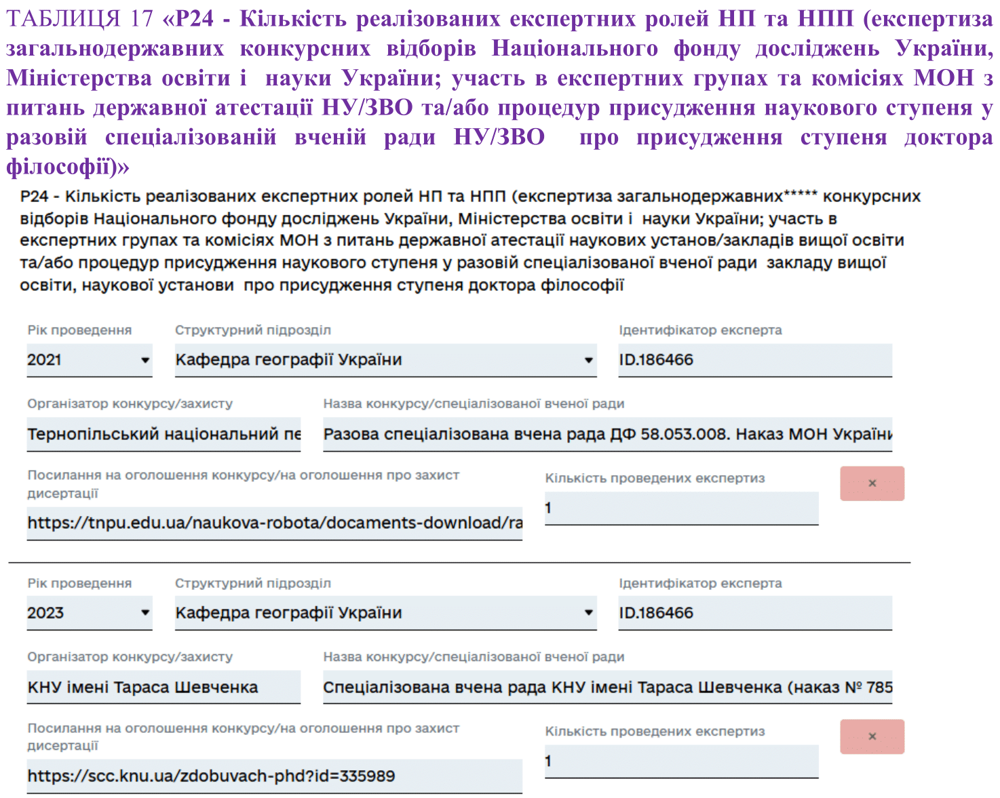 ТАБЛИЦЯ 17 «P24 - Кількість реалізованих експертних ролей НП та НПП (експертиза
загальнодержавних конкурсних відборів Національного фонду досліджень України,
Міністерства освіти і науки України; участь в експертних групах та комісіях МОН з
питань державної атестації НУ/ЗВО та/або процедур присудження наукового ступеня у
разовій спеціалізованій вченій ради НУ/ЗВО про присудження ступеня доктора
філософії)»
P24 - Кількість реалізованих експертних ролей НП та НПП (експертиза загальнодержавних***** конкурсних
відборів Національного фонду досліджень України, Міністерства освіти і науки України; участь в
експертних групах та комісіях МОН з питань державної атестації наукових установ/закладів вищої освіти
та/або процедур присудження наукового ступеня у разовій спеціалізованої вченої ради закладу вищої
освіти, наукової установи про присудження ступеня доктора філософії
Рік проведення Структурний підрозділ Ідентифікатор експерта
2021 Кафедра географії України ID.186466
Організатор конкурсу/захисту Назва конкурсу/спеціалізованої вченої ради
Тернопільський національний пе Разова спеціалізована вчена рада ДФ 58.053.008. Наказ МОН України
Посилання на оголошення конкурсу/на оголошення про захист Кількість проведених експертиз ×
дисертації
https://tnpu.edu.ua/naukova-robota/docaments-download/ra 1
Рік проведення Структурний підрозділ Ідентифікатор експерта
2023 Кафедра географії України ID.186466
Організатор конкурсу/захисту Назва конкурсу/спеціалізованої вченої ради
КНУ імені Тараса Шевченка Спеціалізована вчена рада КНУ імені Тараса Шевченка (наказ № 785
Посилання на оголошення конкурсу/на оголошення про захист Кількість проведених експертиз ×
дисертації
https://scc.knu.ua/zdobuvach-phd?id=335989 1